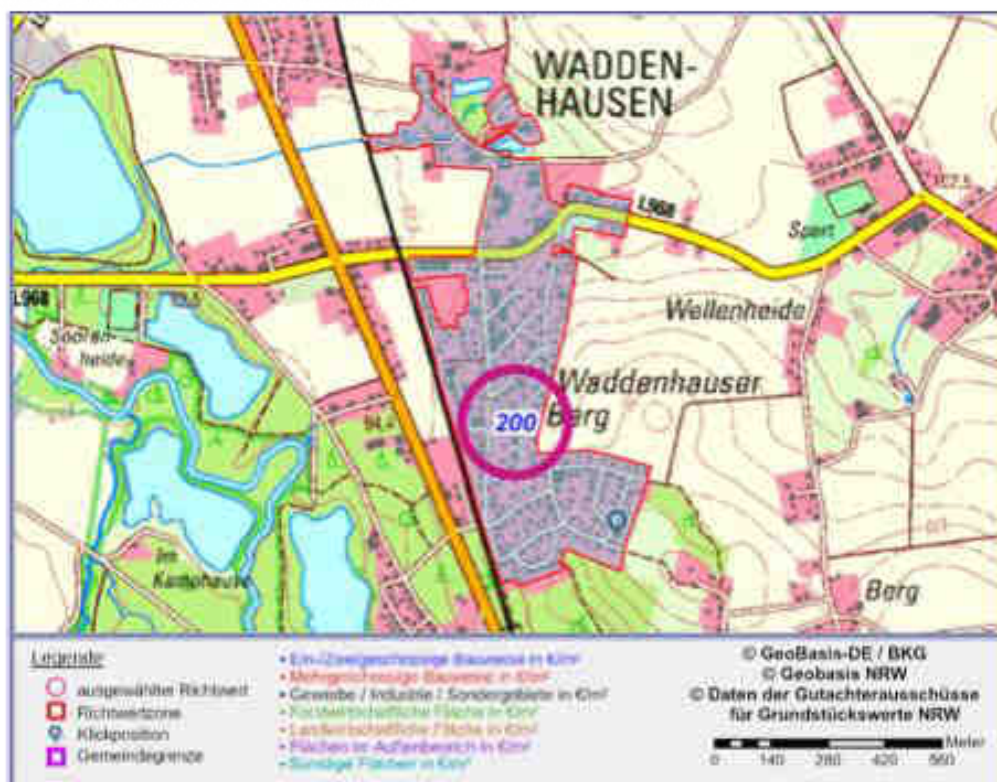 WADDEN-
HAUSEN
L968
Sport
L968
Wellenheide
Waddenhauser
Berg
200
Im
Berg
Legende
ausgewählter Richtwert
Richtwertzone
Klickposition
Gemeindegrenze
• Ein-/Zweigeschossige Bauweise in €/m²
• Mehrgeschossige Bauweise in €/m²
• Gewerbe / Industrie / Sondergebiete in €/m²
• Forstwirtschaftliche Fläche in €/m²
• Landwirtschaftliche Fläche in €/m²
• Flächen im Außenbereich in €/m²
• Sonstige Flächen in €/m²
© GeoBasis-DE / BKG
© Geobasis NRW
© Daten der Gutachterausschüsse
für Grundstückswerte NRW
Meter
0 140 280 420 560